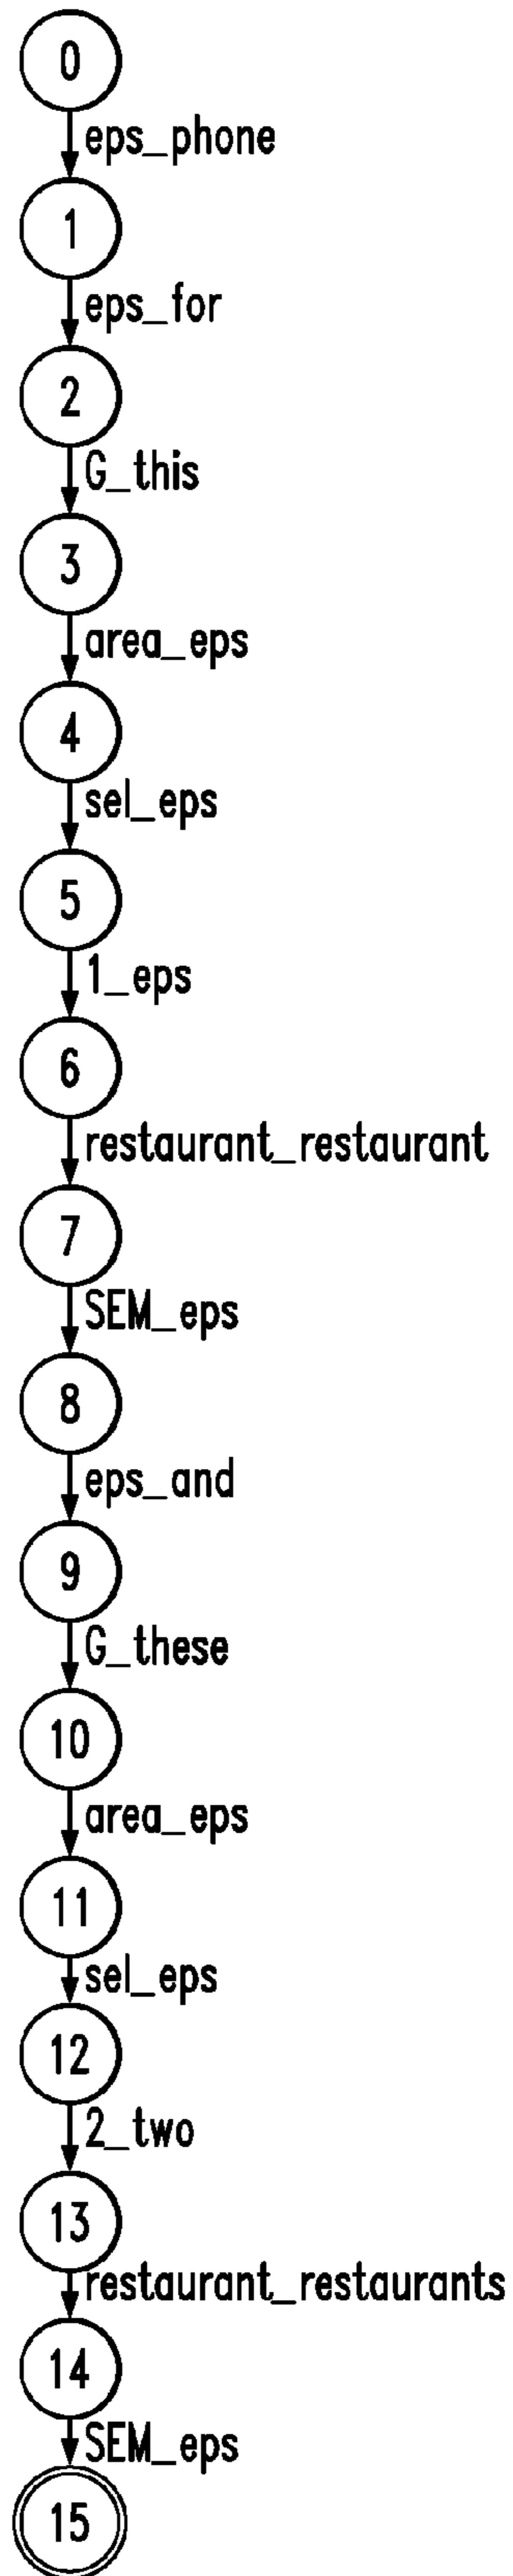 0
eps_phone
1
eps_for
2
G_this
3
area_eps
4
sel_eps
5
1_eps
6
restaurant_restaurant
7
SEM_eps
8
eps_and
9
G_these
10
area_eps
11
sel_eps
12
2_two
13
restaurant_restaurants
14
SEM_eps
15